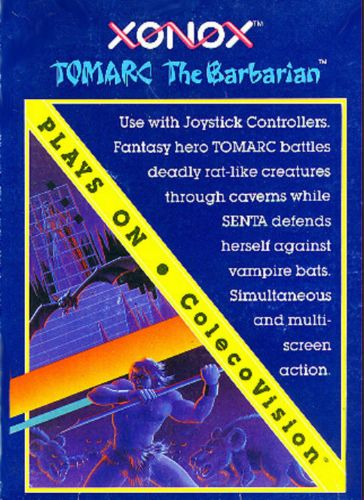 XONOX™
TOMARC The Barbarian™
Use with Joystick Controllers.
Fantasy hero TOMARC battles
deadly rat-like creatures
through caverns while
SENTA defends
herself against
vampire bats.
Simultaneous
and multi-
screen
action.
PLAYS ON • ColecoVision®